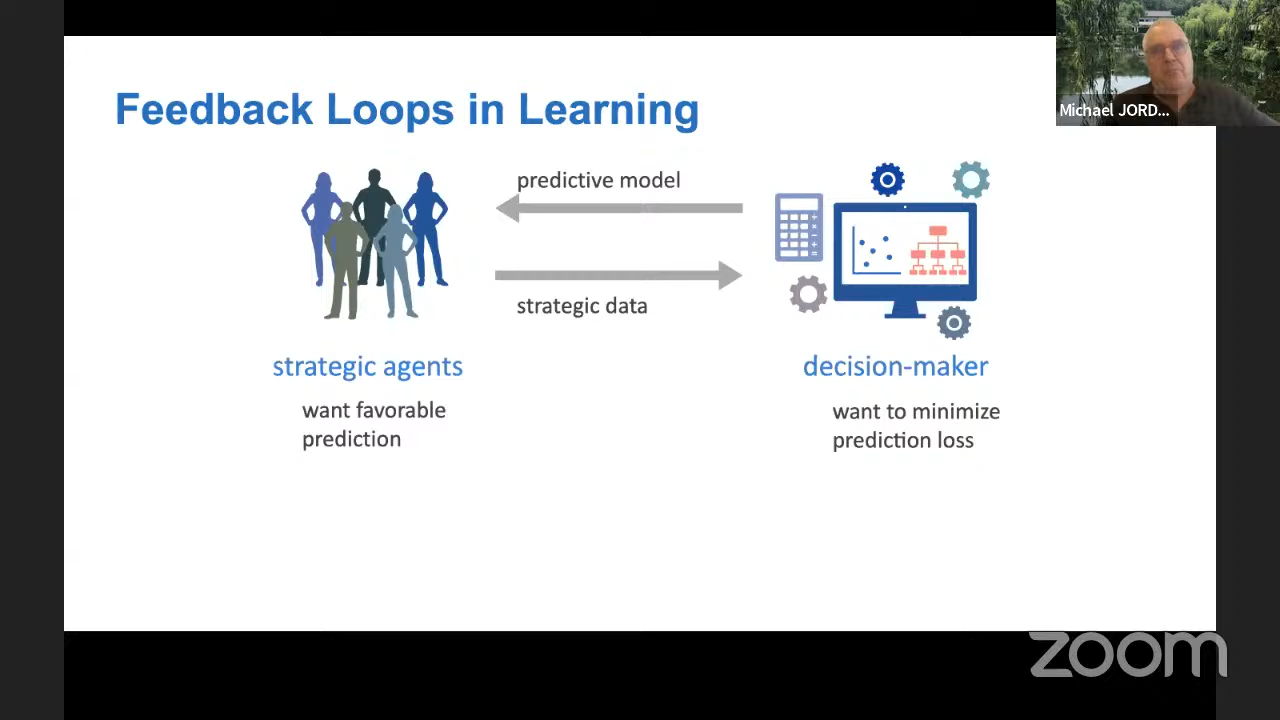 Michael JORD...
Feedback Loops in Learning
predictive model
strategic data
strategic agents
want favorable
prediction
decision-maker
want to minimize
prediction loss
zoom